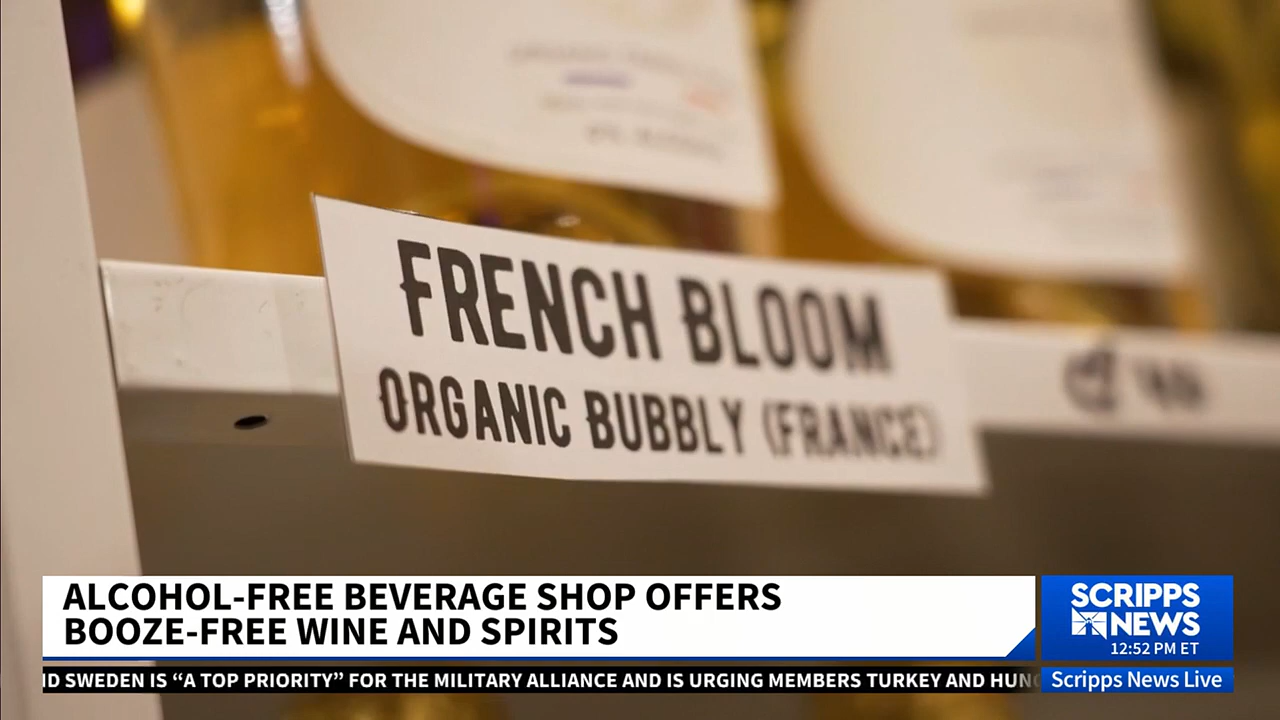 FRENCH BLOOM
ORGANIC BUBBLY (FRANCE)
ALCOHOL-FREE BEVERAGE SHOP OFFERS
BOOZE-FREE WINE AND SPIRITS
SCRIPPS
NEWS
12:52 PM ET
SWEDEN IS “A TOP PRIORITY” FOR THE MILITARY ALLIANCE AND IS URGING MEMBERS TURKEY AND
Scripps News Live